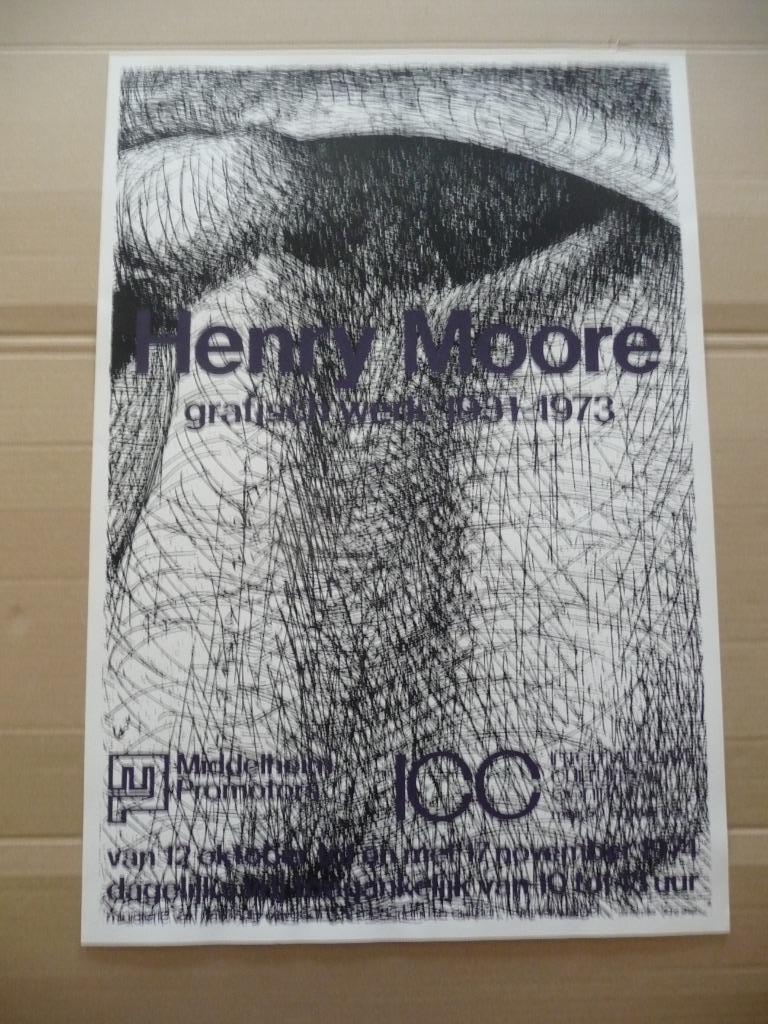 Henry Moore
grafisch werk 1931-1973
Middelheim
Promotors
ICC
van 12 oktober tot en met 17 november 1974
dagelijks vrij toegankelijk van 10 tot 18 uur